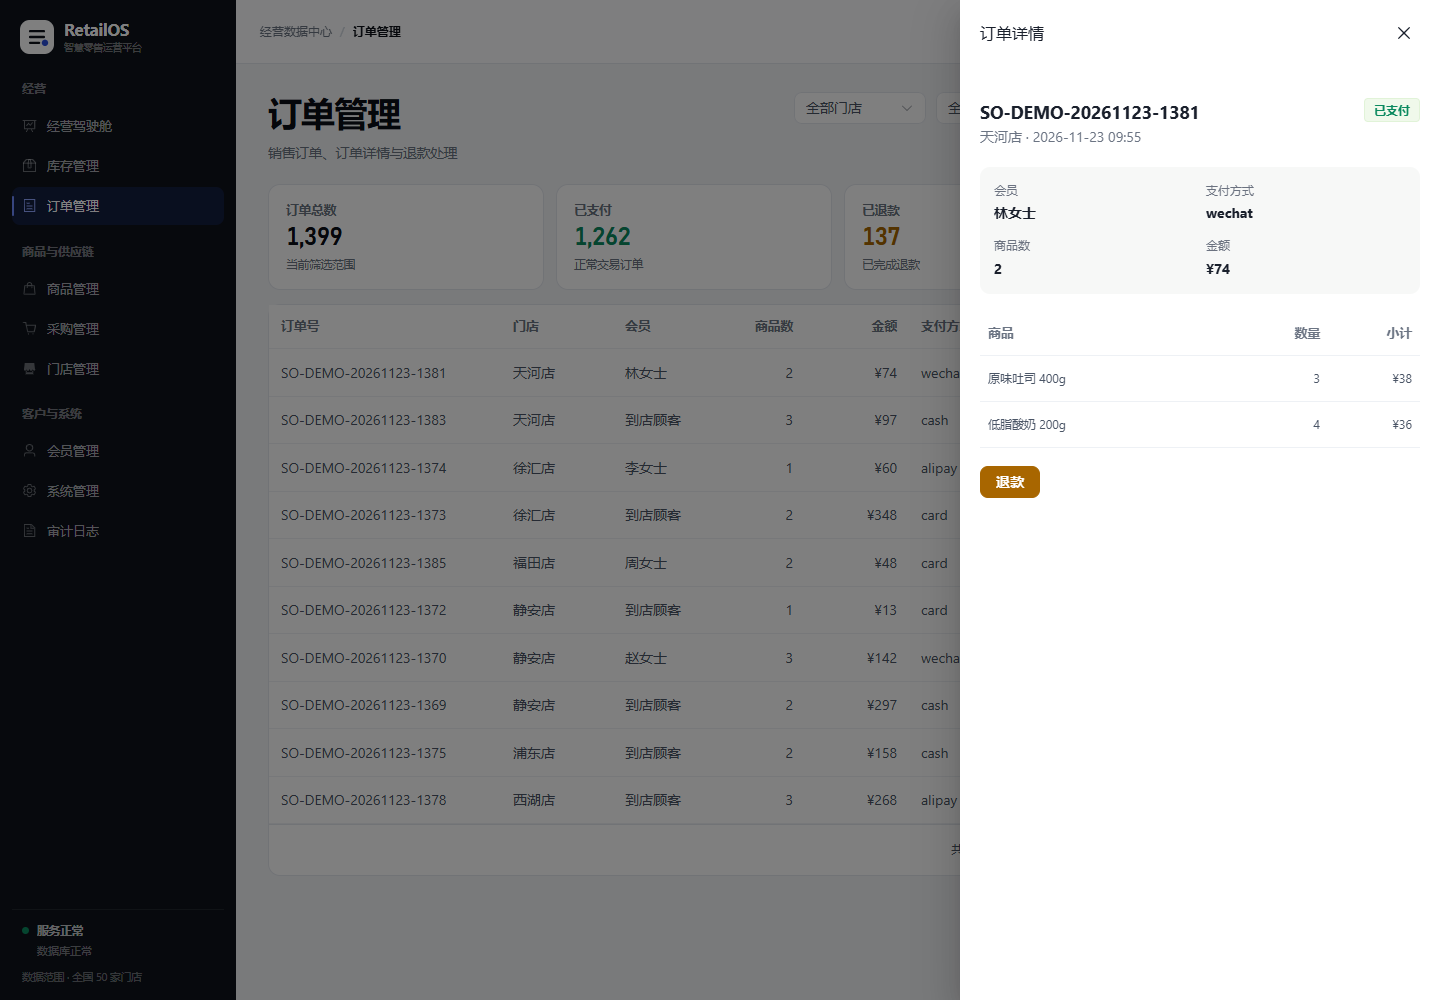 RetailOS
智慧零售运营平台
经营
经营驾驶舱
库存管理
订单管理
商品与供应链
商品管理
采购管理
门店管理
客户与系统
会员管理
系统管理
审计日志
服务正常
数据库正常
数据范围 · 全国 50 家门店
经营数据中心 / 订单管理
订单管理
销售订单、订单详情与退款处理
全部门店
全
订单总数
1,399
当前筛选范围
已支付
1,262
正常交易订单
已退款
137
已完成退款
订单号 门店 会员 商品数 金额 支付方
SO-DEMO-20261123-1381 天河店 林女士 2 ¥74 wecha
SO-DEMO-20261123-1383 天河店 到店顾客 3 ¥97 cash
SO-DEMO-20261123-1374 徐汇店 李女士 1 ¥60 alipay
SO-DEMO-20261123-1373 徐汇店 到店顾客 2 ¥348 card
SO-DEMO-20261123-1385 福田店 周女士 2 ¥48 card
SO-DEMO-20261123-1372 静安店 到店顾客 1 ¥13 card
SO-DEMO-20261123-1370 静安店 赵女士 3 ¥142 wecha
SO-DEMO-20261123-1369 静安店 到店顾客 2 ¥297 cash
SO-DEMO-20261123-1375 浦东店 到店顾客 2 ¥158 cash
SO-DEMO-20261123-1378 西湖店 到店顾客 3 ¥268 alipay
共
订单详情
SO-DEMO-20261123-1381
已支付
天河店 · 2026-11-23 09:55
会员 支付方式
林女士 wechat
商品数 金额
2 ¥74
商品 数量 小计
原味吐司 400g 3 ¥38
低脂酸奶 200g 4 ¥36
退款